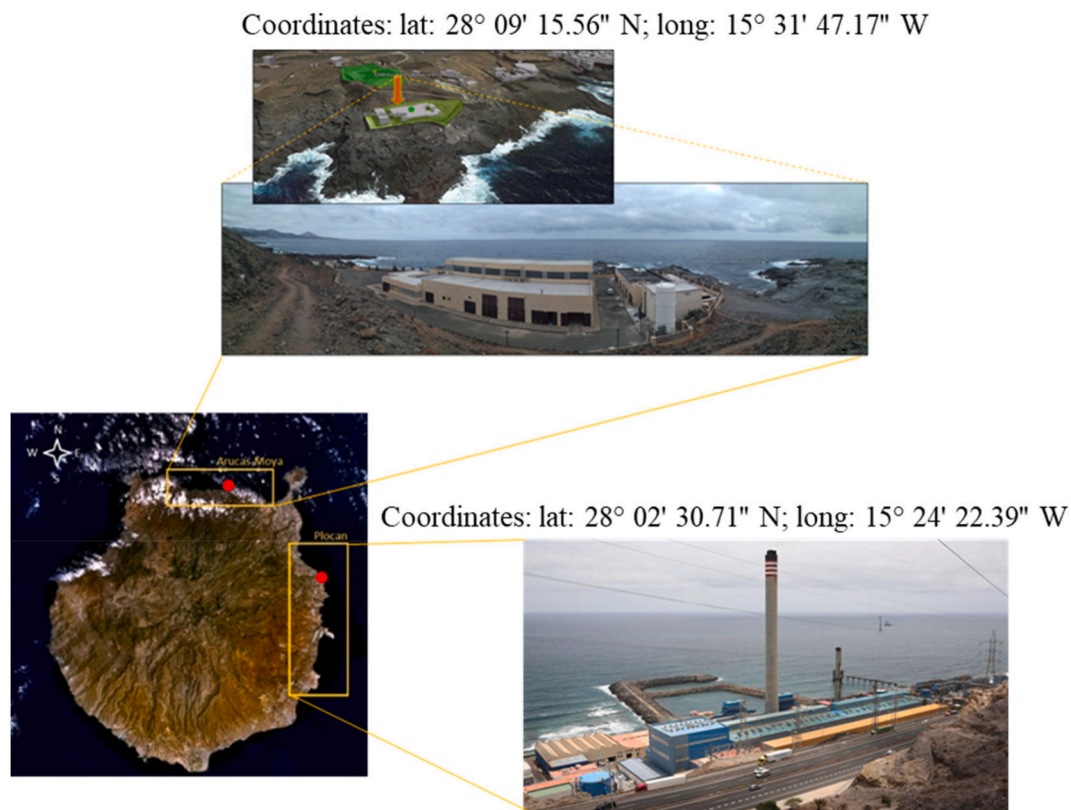 Coordinates: lat: 28° 09' 15.56" N; long: 15° 31' 47.17" W
N
W E
S
Arucas Moya
Plocan
Coordinates: lat: 28° 02' 30.71" N; long: 15° 24' 22.39" W